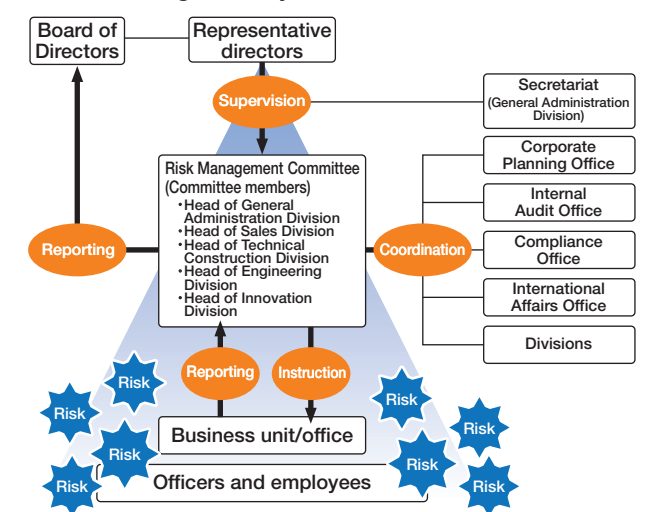 Board of
Directors
Representative
directors
Supervision
Secretariat
(General Administration
Division)
Corporate
Planning Office
Internal
Audit Office
Compliance
Office
International
Affairs Office
Divisions
Coordination
Reporting
Risk Management Committee
(Committee members)
・Head of General
Administration Division
・Head of Sales Division
・Head of Technical
Construction Division
・Head of Engineering
Division
・Head of Innovation
Division
Reporting
Instruction
Risk
Risk
Risk
Risk
Risk
Risk
Risk
Risk
Business unit/office
Officers and employees